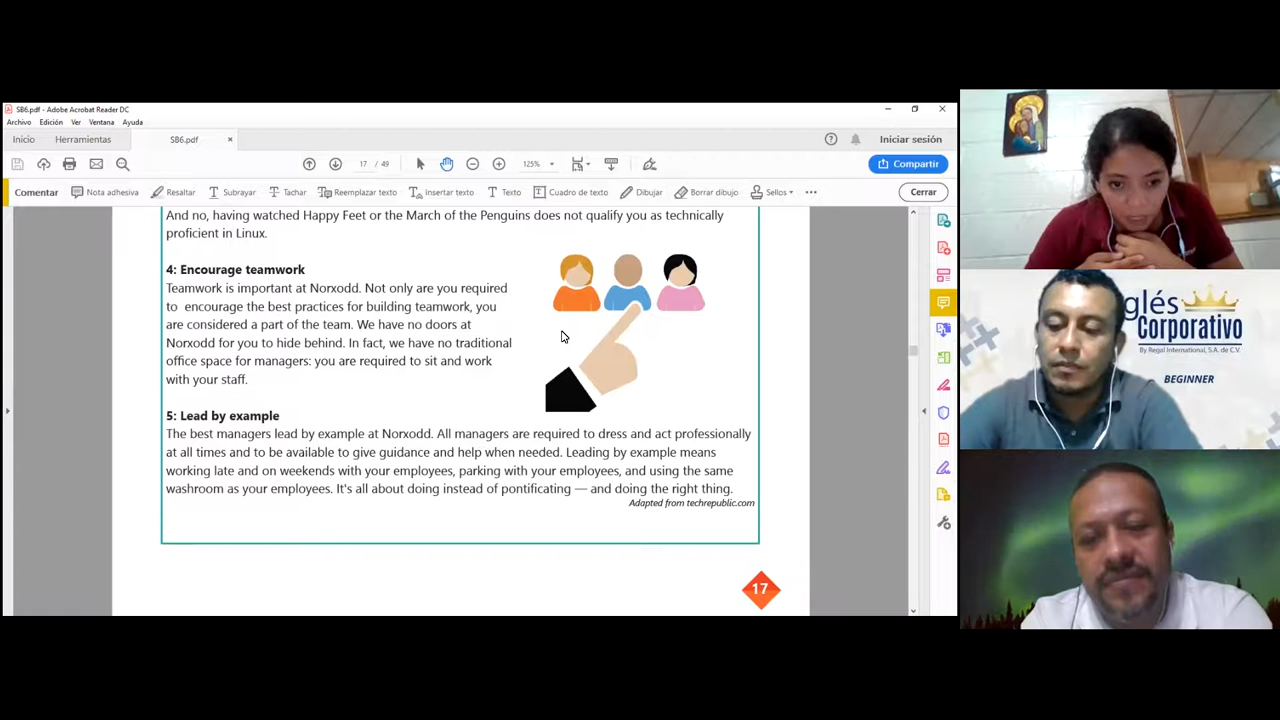 SB6.pdf - Adobe Acrobat Reader DC
Archivo Edición Ver Ventana Ayuda
Inicio Herramientas SB6.pdf × Iniciar sesión
17 / 49 125% Compartir
Comentar Nota adhesiva Resaltar Subrayar Tachar Reemplazar texto Insertar texto Texto Cuadro de texto Dibujar Borrar dibujo Sellos Cerrar
And no, having watched Happy Feet or the March of the Penguins does not qualify you as technically
proficient in Linux.
4: Encourage teamwork
Teamwork is important at Norxodd. Not only are you required
to encourage the best practices for building teamwork, you
are considered a part of the team. We have no doors at
Norxodd for you to hide behind. In fact, we have no traditional
office space for managers: you are required to sit and work
with your staff.
5: Lead by example
The best managers lead by example at Norxodd. All managers are required to dress and act professionally
at all times and to be available to give guidance and help when needed. Leading by example means
working late and on weekends with your employees, parking with your employees, and using the same
washroom as your employees. It's all about doing instead of pontificating — and doing the right thing.
Adapted from techrepublic.com
17
glés
Corporativo
By Regal International, S.A. de C.V.
BEGINNER